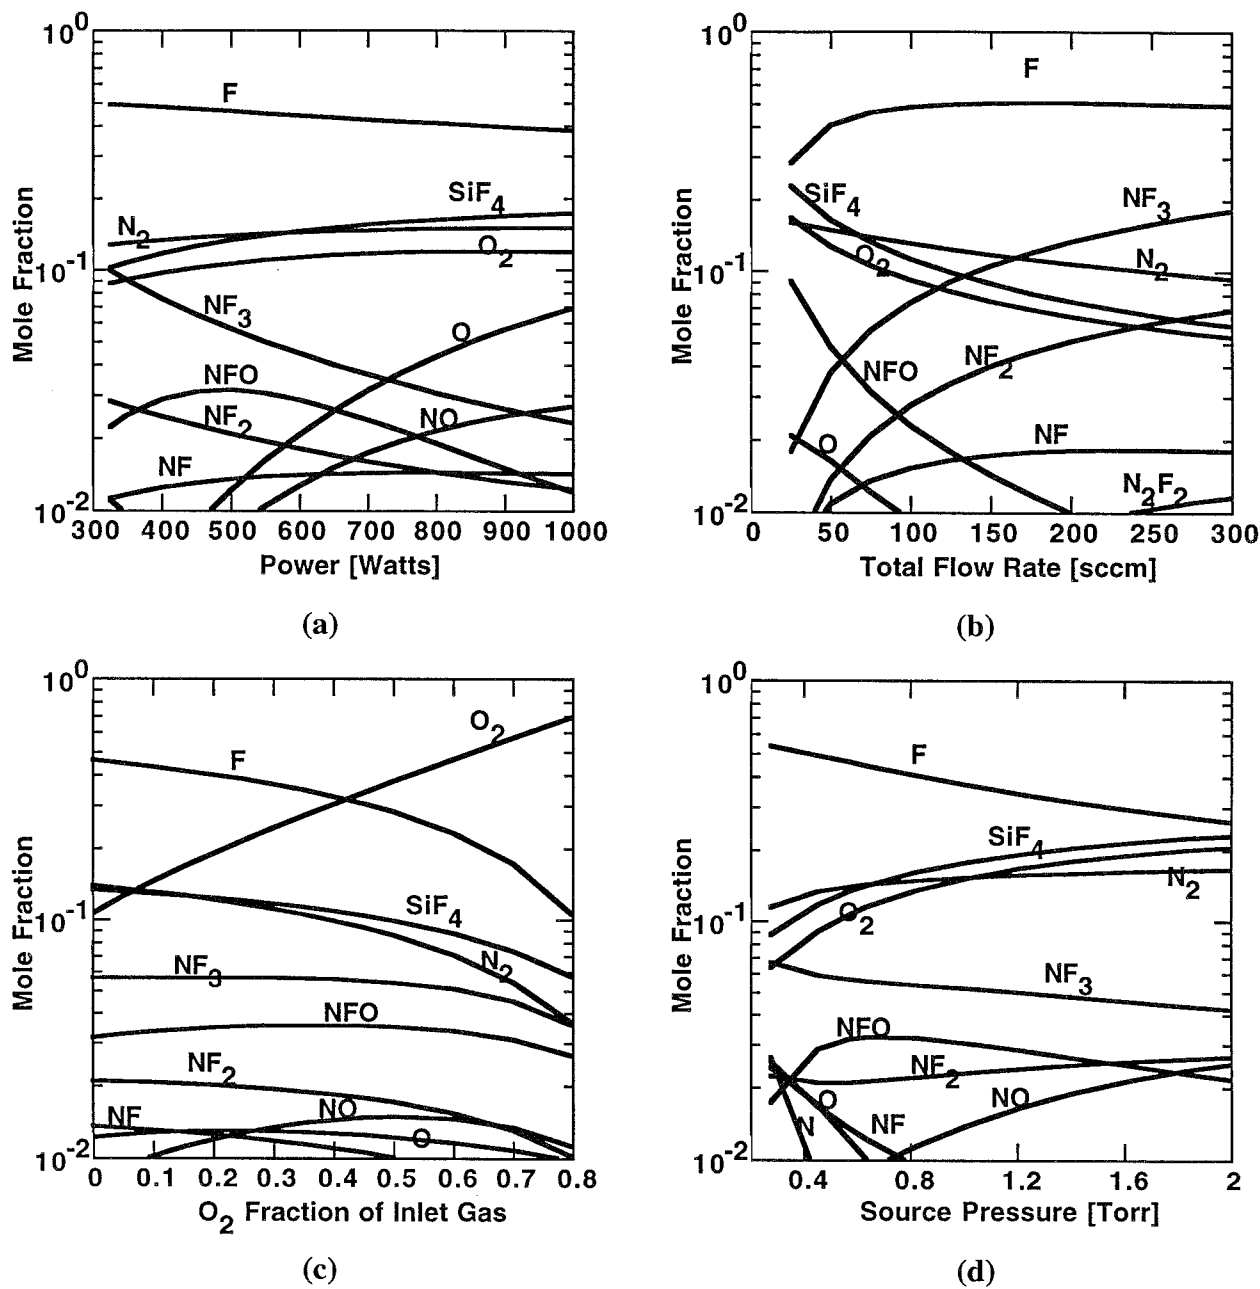 10^0
F
SiF4
N2
O2
10^-1
NF3
O
NFO
NF2
NO
NF
10^-2
300 400 500 600 700 800 900 1000
Mole Fraction
Power [Watts]
(a)
10^0
F
SiF4
NF3
O2
N2
10^-1
NFO
NF2
O
NF
N2F2
10^-2
0 50 100 150 200 250 300
Mole Fraction
Total Flow Rate [sccm]
(b)
10^0
O2
F
SiF4
10^-1
N2
NF3
NFO
NF2
NF
NO
O
10^-2
0 0.1 0.2 0.3 0.4 0.5 0.6 0.7 0.8
Mole Fraction
O2 Fraction of Inlet Gas
(c)
10^0
F
SiF4
N2
O2
10^-1
NF3
NFO
NF2
O
NO
N
NF
10^-2
0.4 0.8 1.2 1.6 2
Mole Fraction
Source Pressure [Torr]
(d)